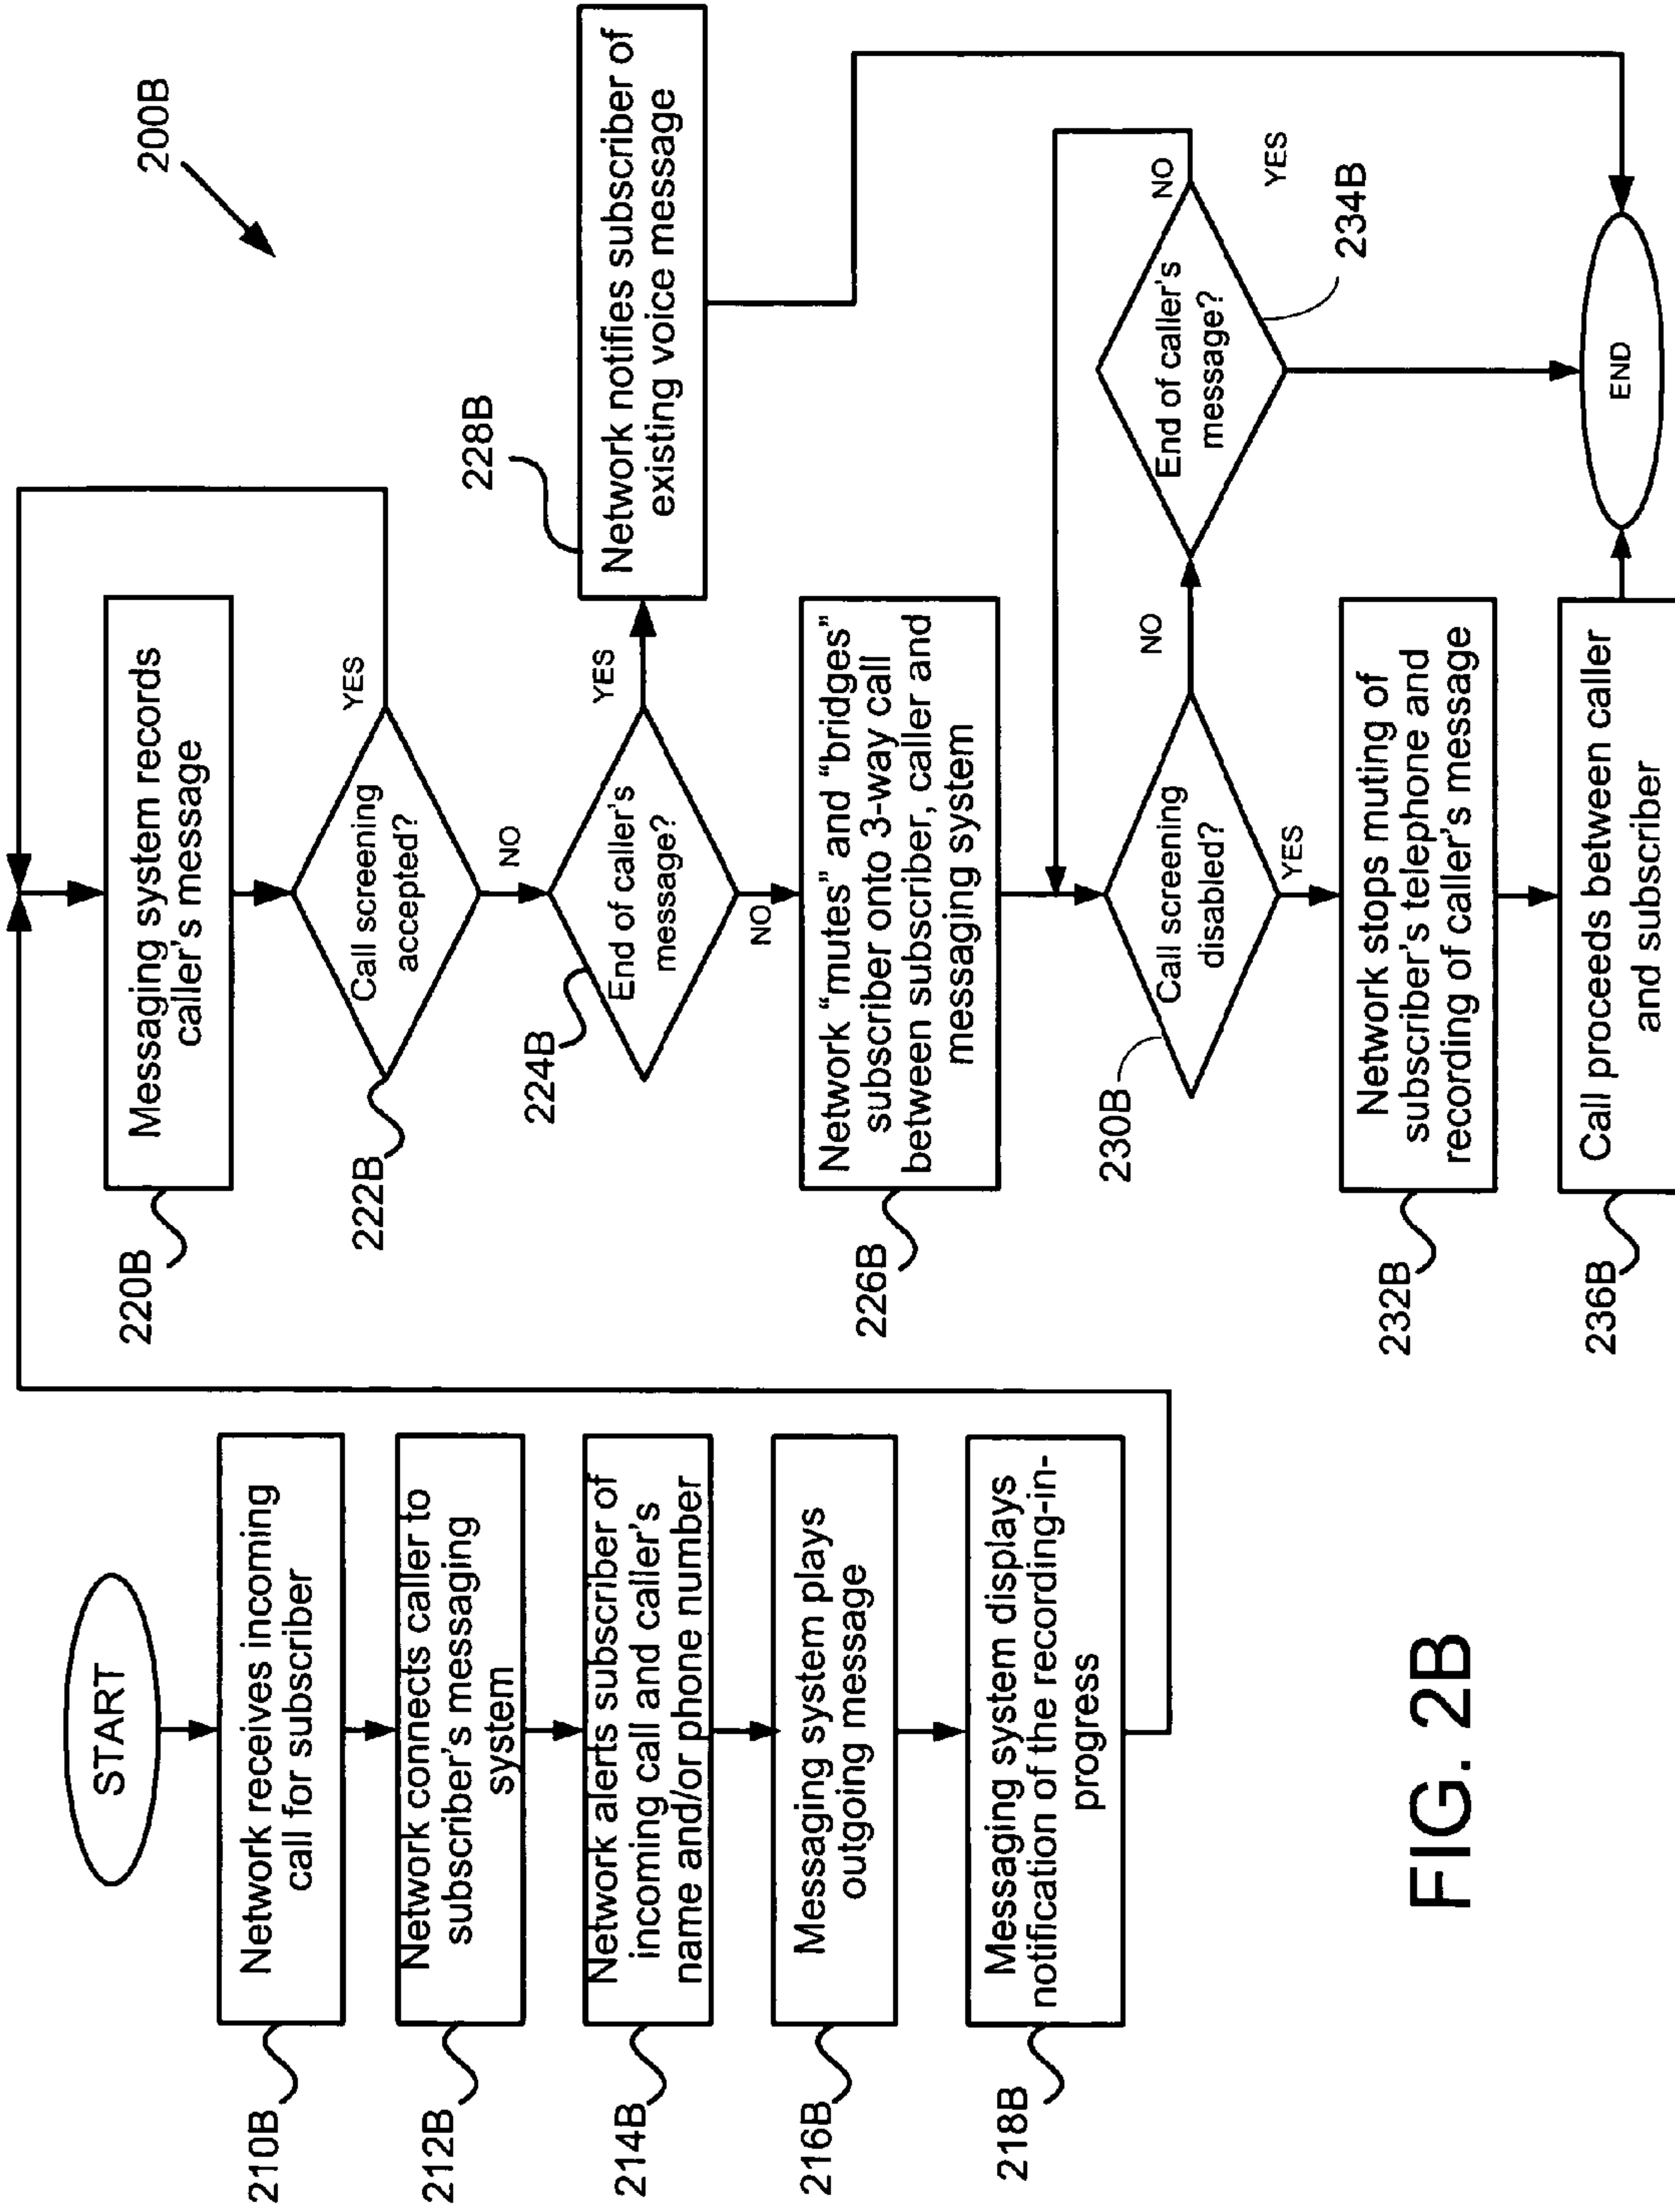 200B
START
210B
Network receives incoming
call for subscriber
212B
Network connects caller to
subscriber's messaging
system
214B
Network alerts subscriber of
incoming call and caller's
name and/or phone number
216B
Messaging system plays
outgoing message
218B
Messaging system displays
notification of the recording-in-
progress
220B
Messaging system records
caller's message
222B
Call screening
accepted?
YES
NO
224B
End of caller's
message?
YES
NO
228B
Network notifies subscriber of
existing voice message
226B
Network “mutes” and “bridges”
subscriber onto 3-way call
between subscriber, caller and
messaging system
230B
Call screening
disabled?
NO
YES
234B
End of caller's
message?
NO
YES
232B
Network stops muting of
subscriber's telephone and
recording of caller's message
236B
Call proceeds between caller
and subscriber
END
FIG. 2B